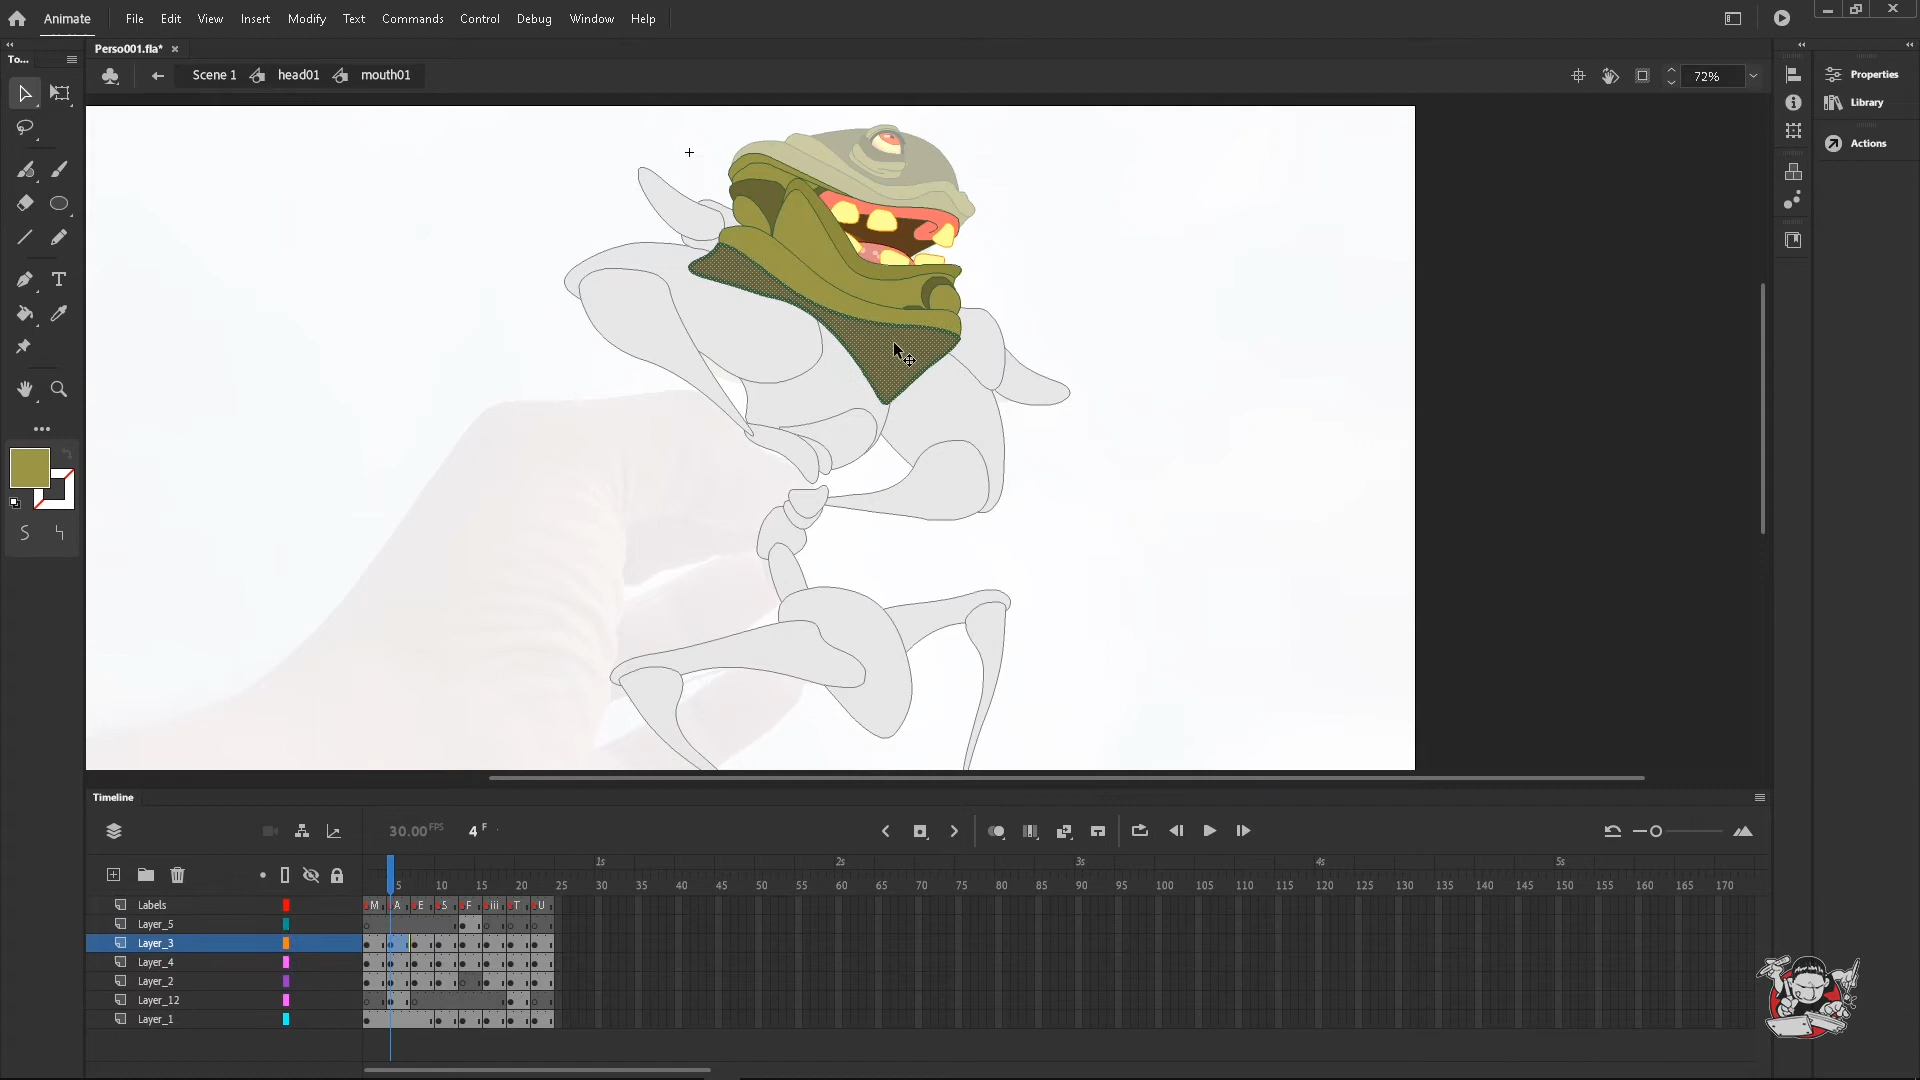 Animate File Edit View Insert Modify Text Commands Control Debug Window Help
Perso001.fla*
To...
Scene 1 head01 mouth01
72%
Properties
Library
Actions
T
Timeline
30.00 FPS 4 F
1s 2s 3s 4s 5s
5 10 15 20 25 30 35 40 45 50 55 60 65 70 75 80 85 90 95 100 105 110 115 120 125 130 135 140 145 150 155 160 165 170
Labels M A E S F iii T U
Layer_5
Layer_3
Layer_4
Layer_2
Layer_12
Layer_1